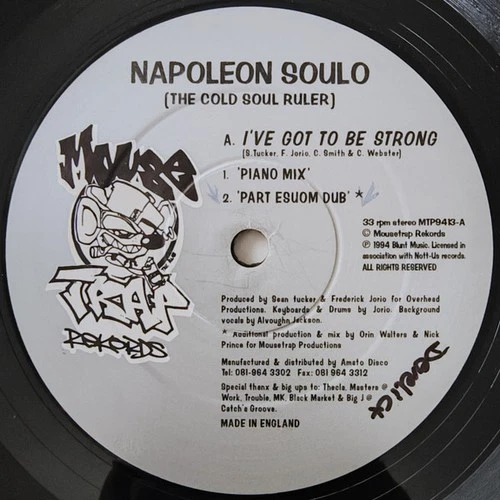 NAPOLEON SOULO
(THE COLD SOUL RULER)
MOUSE
TRAP
REKORDS
A. I'VE GOT TO BE STRONG
(S.Tucker, F. Jorio, C. Smith & C. Webster)
1. 'PIANO MIX'
2. 'PART ESUOM DUB' *
33 rpm stereo MTP9413-A
© Mousetrap Rekords
℗ 1994 Blunt Music. Licensed in
association with Nott-Us records.
ALL RIGHTS RESERVED
Produced by Sean tucker & Frederick Jorio for Overhead
Productions. Keyboards & Drums by Jorio. Background
vocals by Alvoughn Jackson.
* Additional production & mix by Orin Walters & Nick
Prince for Mousetrap Productions
Manufactured & distributed by Amato Disco
Tel: 081-964 3302 Fax: 081 964 3312
Special thanx & big ups to: Thecla, Masters @
Work, Trouble, MK, Black Market & Big J @
Catch's Groove.
MADE IN ENGLAND
Derelict